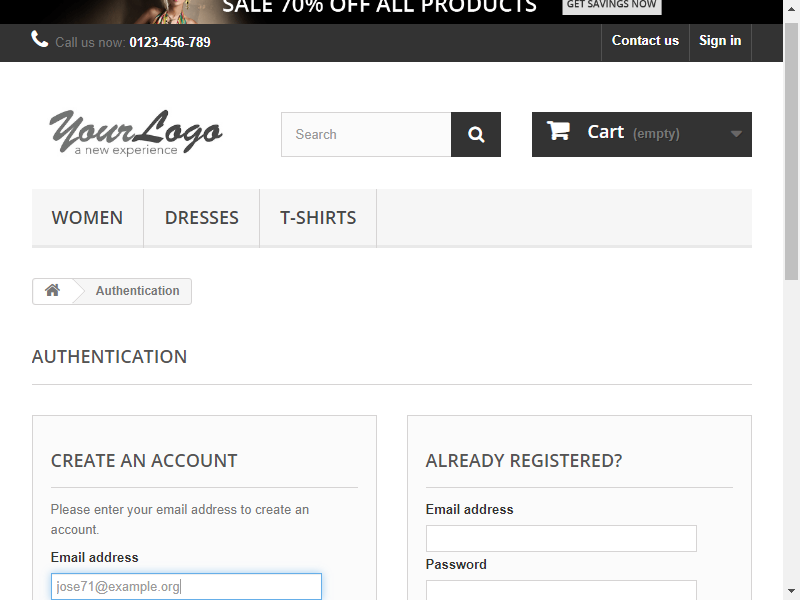 SALE 70% OFF ALL PRODUCTS
GET SAVINGS NOW
Call us now: 0123-456-789
Contact us
Sign in
YourLogo
a new experience
Search
Cart (empty)
WOMEN
DRESSES
T-SHIRTS
Authentication
AUTHENTICATION
CREATE AN ACCOUNT
Please enter your email address to create an
account.
Email address
jose71@example.org
ALREADY REGISTERED?
Email address
Password